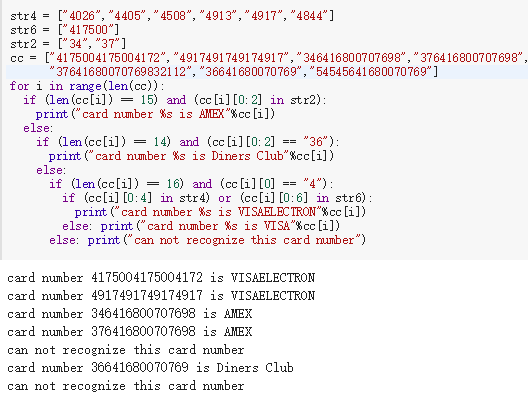 str4 = ["4026","4405","4508","4913","4917","4844"]
str6 = ["417500"]
str2 = ["34","37"]
cc = ["4175004175004172","4917491749174917","346416800707698","376416800707698",
"37641680070769832112","36641680070769","54545641680070769"]
for i in range(len(cc)):
if (len(cc[i]) == 15) and (cc[i][0:2] in str2):
print("card number %s is AMEX"%cc[i])
else:
if (len(cc[i]) == 14) and (cc[i][0:2] == "36"):
print("card number %s is Diners Club"%cc[i])
else:
if (len(cc[i]) == 16) and (cc[i][0] == "4"):
if (cc[i][0:4] in str4) or (cc[i][0:6] in str6):
print("card number %s is VISAELECTRON"%cc[i])
else: print("card number %s is VISA"%cc[i])
else: print("can not recognize this card number")
card number 4175004175004172 is VISAELECTRON
card number 4917491749174917 is VISAELECTRON
card number 346416800707698 is AMEX
card number 376416800707698 is AMEX
can not recognize this card number
card number 36641680070769 is Diners Club
can not recognize this card number